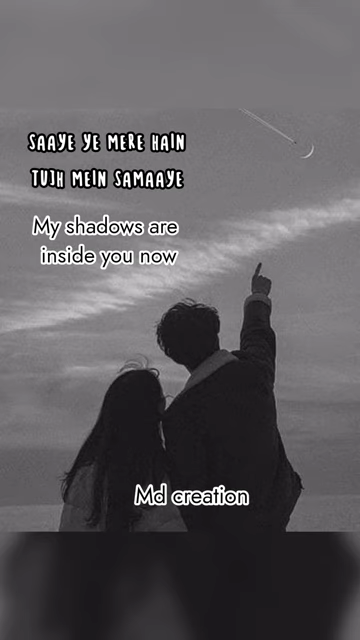 SAAYE YE MERE HAIN
TUJH MEIN SAMAAYE
My shadows are
inside you now
Md creation